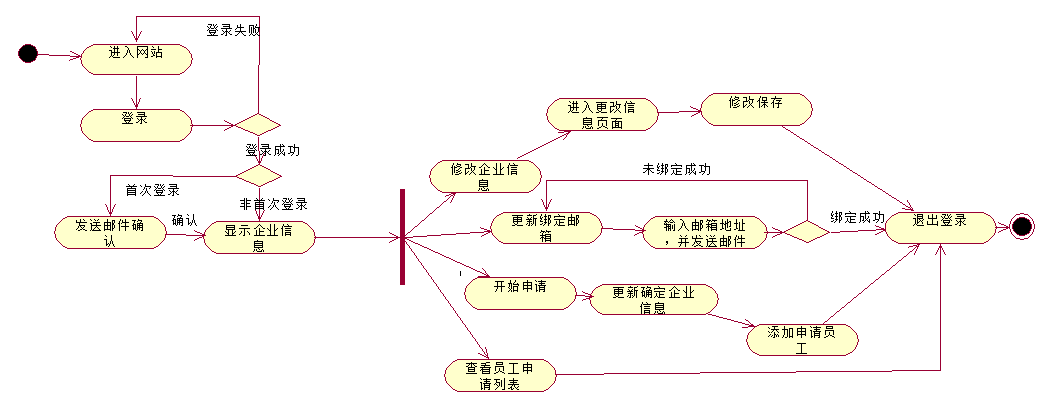 登录失败
进入网站
登录
登录成功
首次登录
非首次登录
发送邮件确
认
确认
显示企业信
息
进入更改信
息页面
修改保存
修改企业信
息
未绑定成功
更新绑定邮
箱
输入邮箱地址
，并发送邮件
绑定成功
退出登录
开始申请
更新确定企业
信息
添加申请员
工
查看员工申
请列表